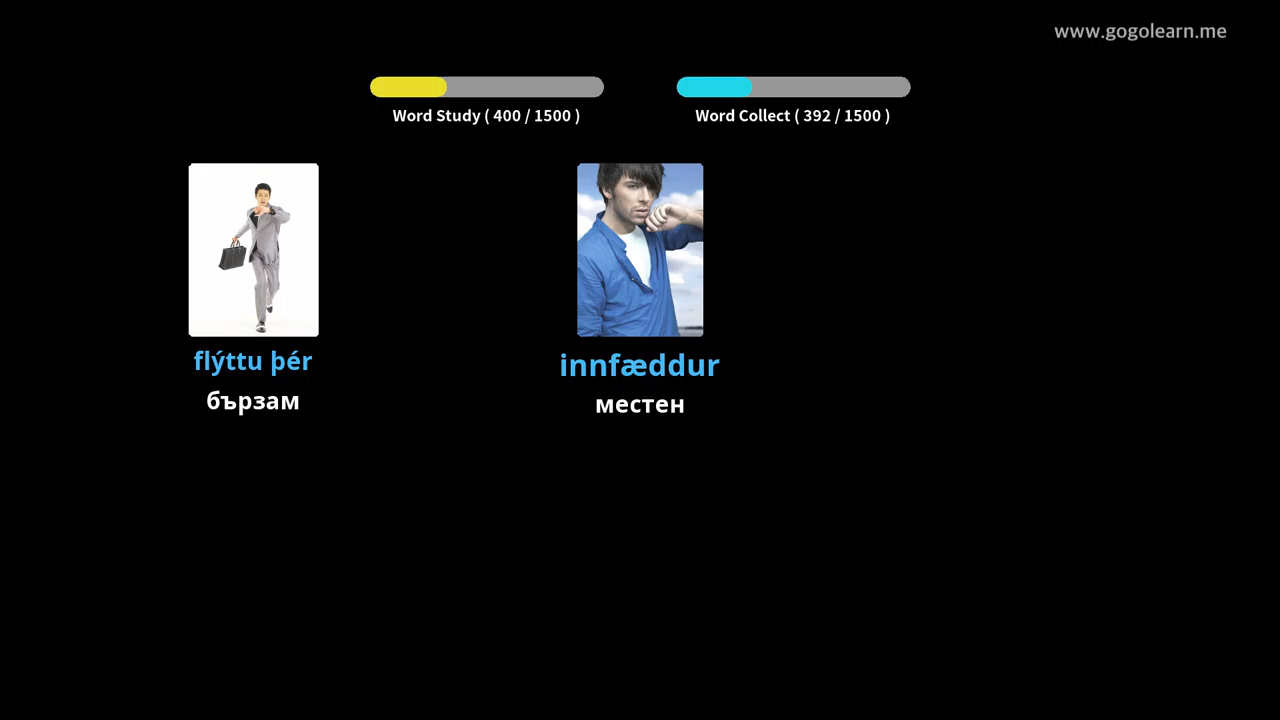 www.gogolearn.me
Word Study ( 400 / 1500 )
Word Collect ( 392 / 1500 )
flýttu þér
бързам
innfæddur
местен